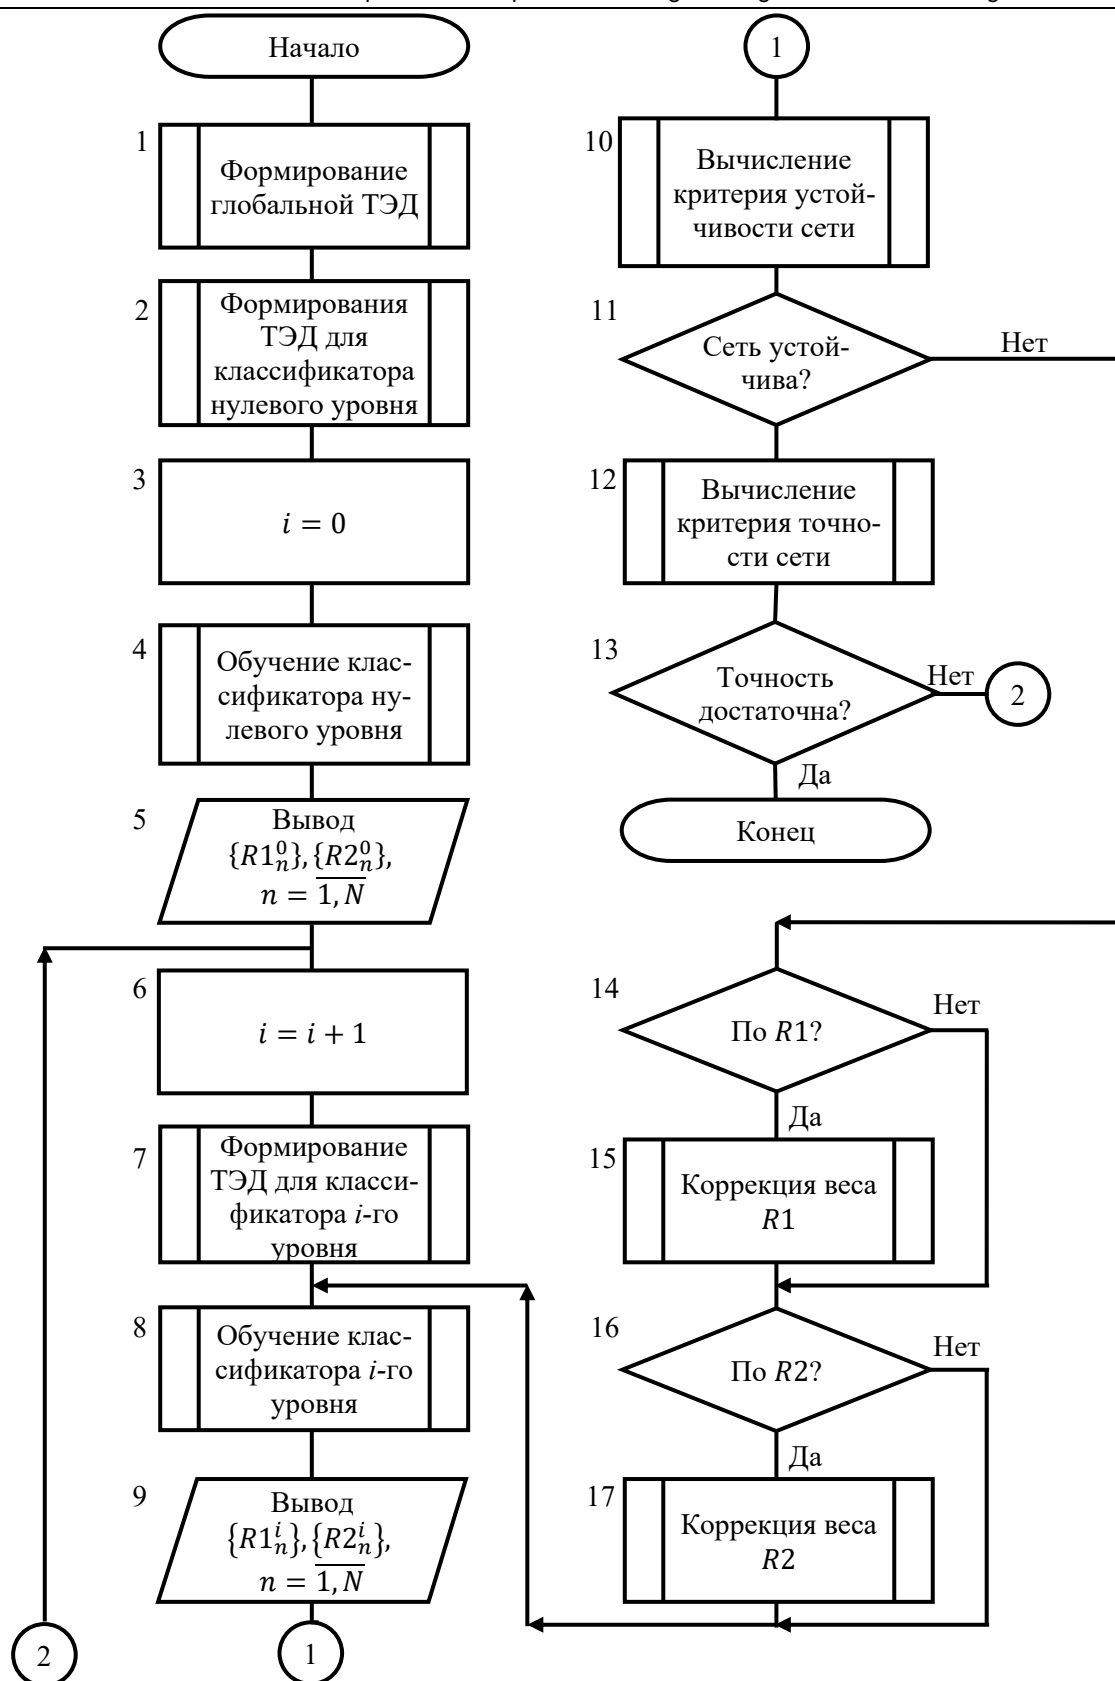 Начало
1
Формирование
глобальной ТЭД
2
Формирования
ТЭД для
классификатора
нулевого уровня
3
i = 0
4
Обучение клас-
сификатора ну-
левого уровня
5
Вывод
{R1⁰ₙ}, {R2⁰ₙ},
n = 1, N
6
i = i + 1
7
Формирование
ТЭД для класси-
фикатора i-го
уровня
8
Обучение клас-
сификатора i-го
уровня
9
Вывод
{R1ⁱₙ}, {R2ⁱₙ},
n = 1, N
2
1
1
10
Вычисление
критерия устой-
чивости сети
11
Сеть устой-
чива?
Нет
12
Вычисление
критерия точно-
сти сети
13
Точность
достаточна?
Нет
2
Да
Конец
14
По R1?
Нет
Да
15
Коррекция веса
R1
16
По R2?
Нет
Да
17
Коррекция веса
R2